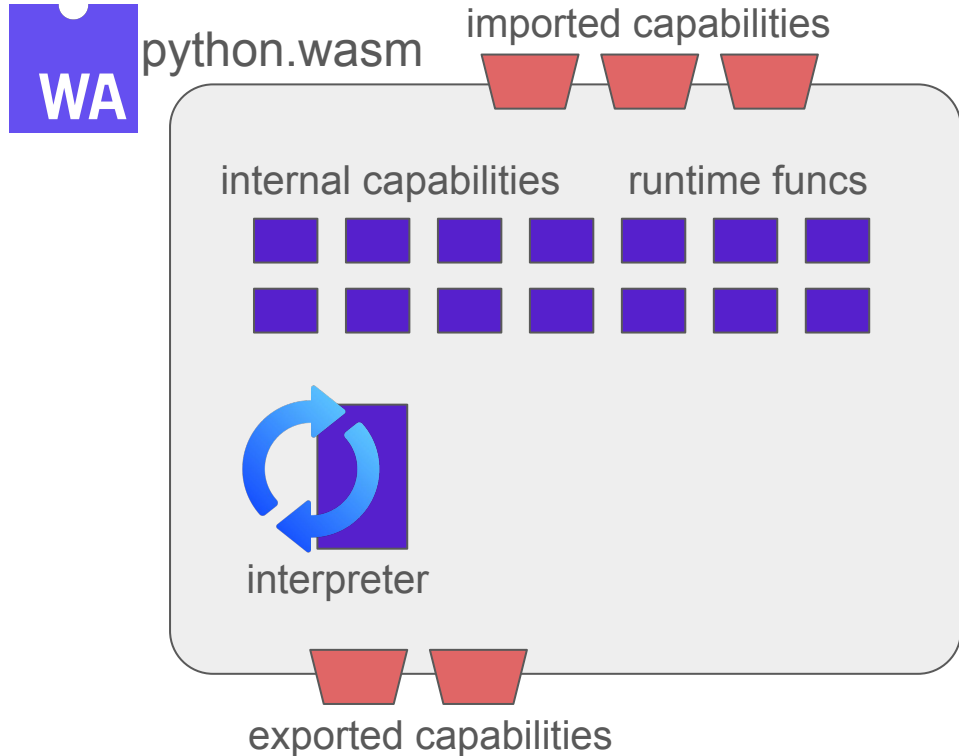 imported capabilities
WA
python.wasm
internal capabilities
runtime funcs
interpreter
exported capabilities